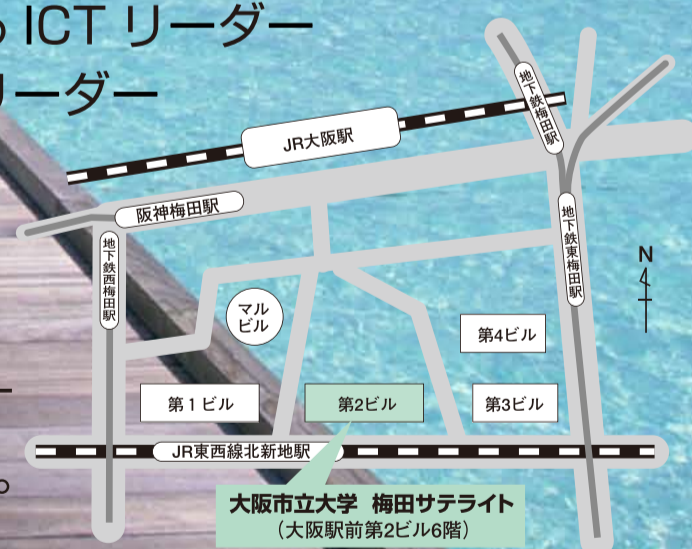 ICT リーダー
リーダー
JR大阪駅
地下鉄梅田駅
阪神梅田駅
地下鉄西梅田駅
地下鉄東梅田駅
N
マル
ビル
第4ビル
第1ビル
第2ビル
第3ビル
JR東西線北新地駅
。
大阪市立大学 梅田サテライト
(大阪駅前第2ビル6階)